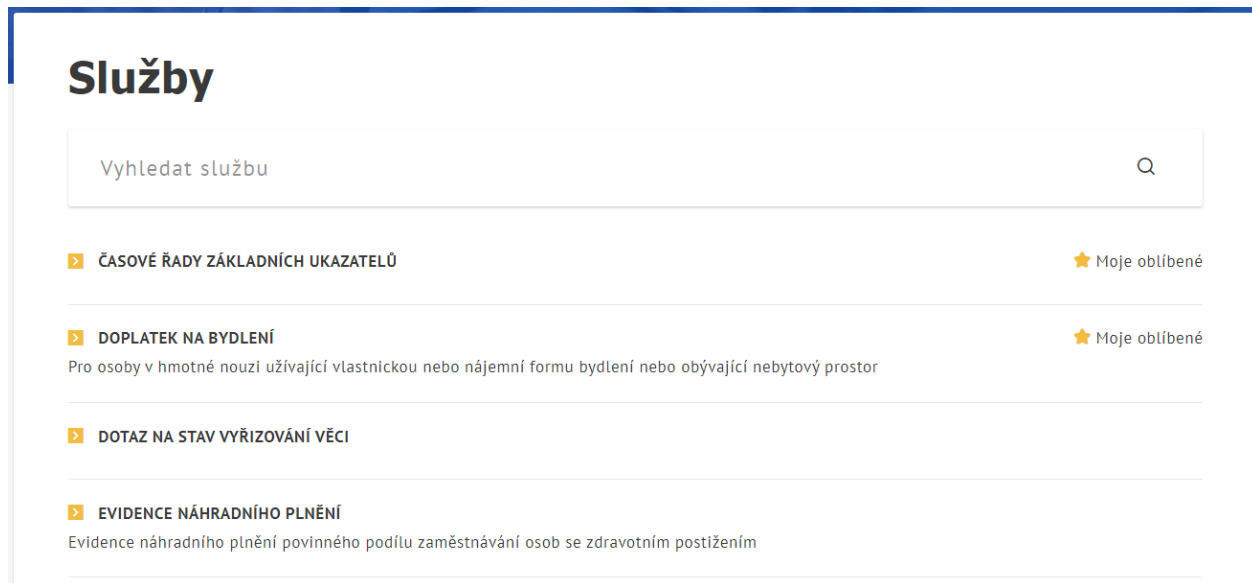 Služby
Vyhledat službu
ČASOVÉ ŘADY ZÁKLADNÍCH UKAZATELŮ
Moje oblíbené
DOPLATEK NA BYDLENÍ
Moje oblíbené
Pro osoby v hmotné nouzi užívající vlastnickou nebo nájemní formu bydlení nebo obývající nebytový prostor
DOTAZ NA STAV VYŘIZOVÁNÍ VĚCI
EVIDENCE NÁHRADNÍHO PLNĚNÍ
Evidence náhradního plnění povinného podílu zaměstnávání osob se zdravotním postižením